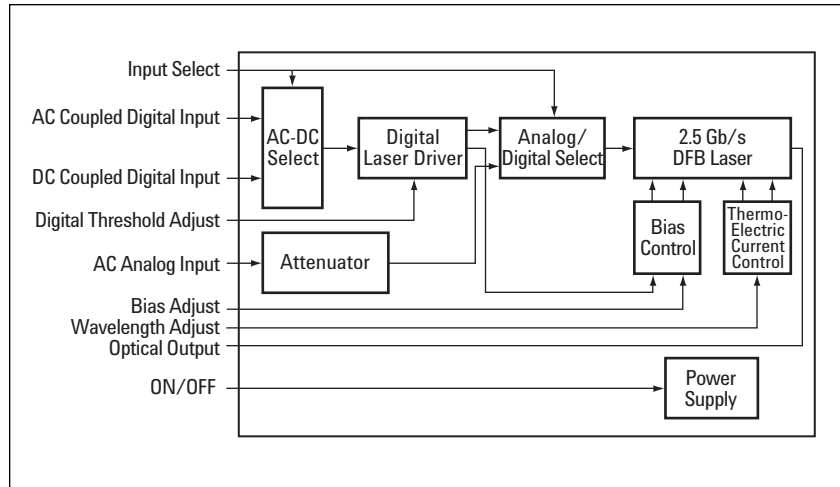 Input Select
AC Coupled Digital Input
DC Coupled Digital Input
Digital Threshold Adjust
AC Analog Input
Bias Adjust
Wavelength Adjust
Optical Output
ON/OFF
AC-DC
Select
Digital
Laser Driver
Analog/
Digital Select
2.5 Gb/s
DFB Laser
Attenuator
Bias
Control
Thermo-
Electric
Current
Control
Power
Supply